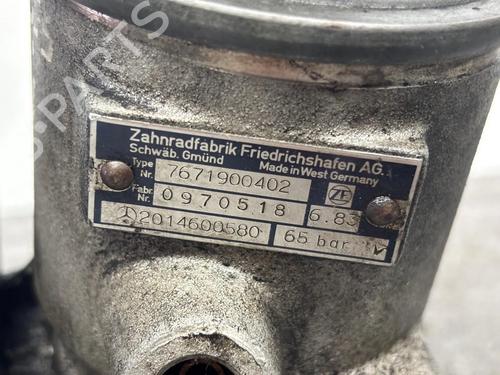 Zahnradfabrik Friedrichshafen AG.
Schwäb. Gmünd Made in West Germany
Type Nr. 7671900402 ZF
Fabr. Nr. 0970518 6.83
2014600580 65 bar